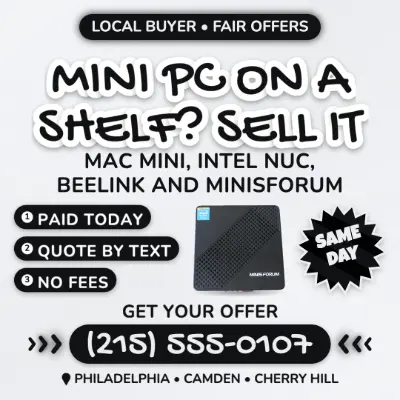 LOCAL BUYER • FAIR OFFERS
MINI PC ON A
SHELF? SELL IT
MAC MINI, INTEL NUC,
BEELINK AND MINISFORUM
1 PAID TODAY
2 QUOTE BY TEXT
3 NO FEES
MINISFORUM
SAME
DAY
GET YOUR OFFER
(215) 555-0107
PHILADELPHIA • CAMDEN • CHERRY HILL